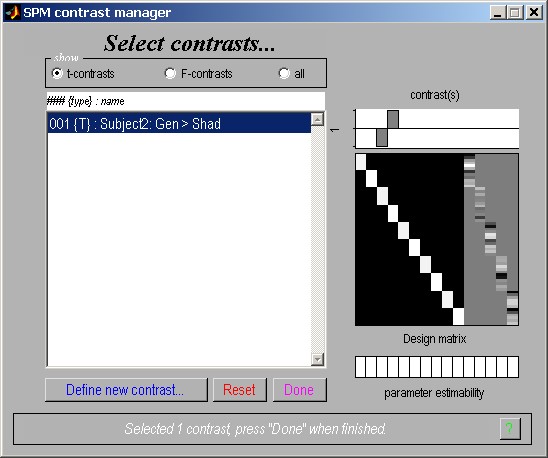 SPM contrast manager
Select contrasts...
show
t-contrasts
F-contrasts
all
### {type} : name
001 {T} : Subject2: Gen > Shad
contrast(s)
1
Design matrix
parameter estimability
Define new contrast...
Reset
Done
Selected 1 contrast, press "Done" when finished.
?